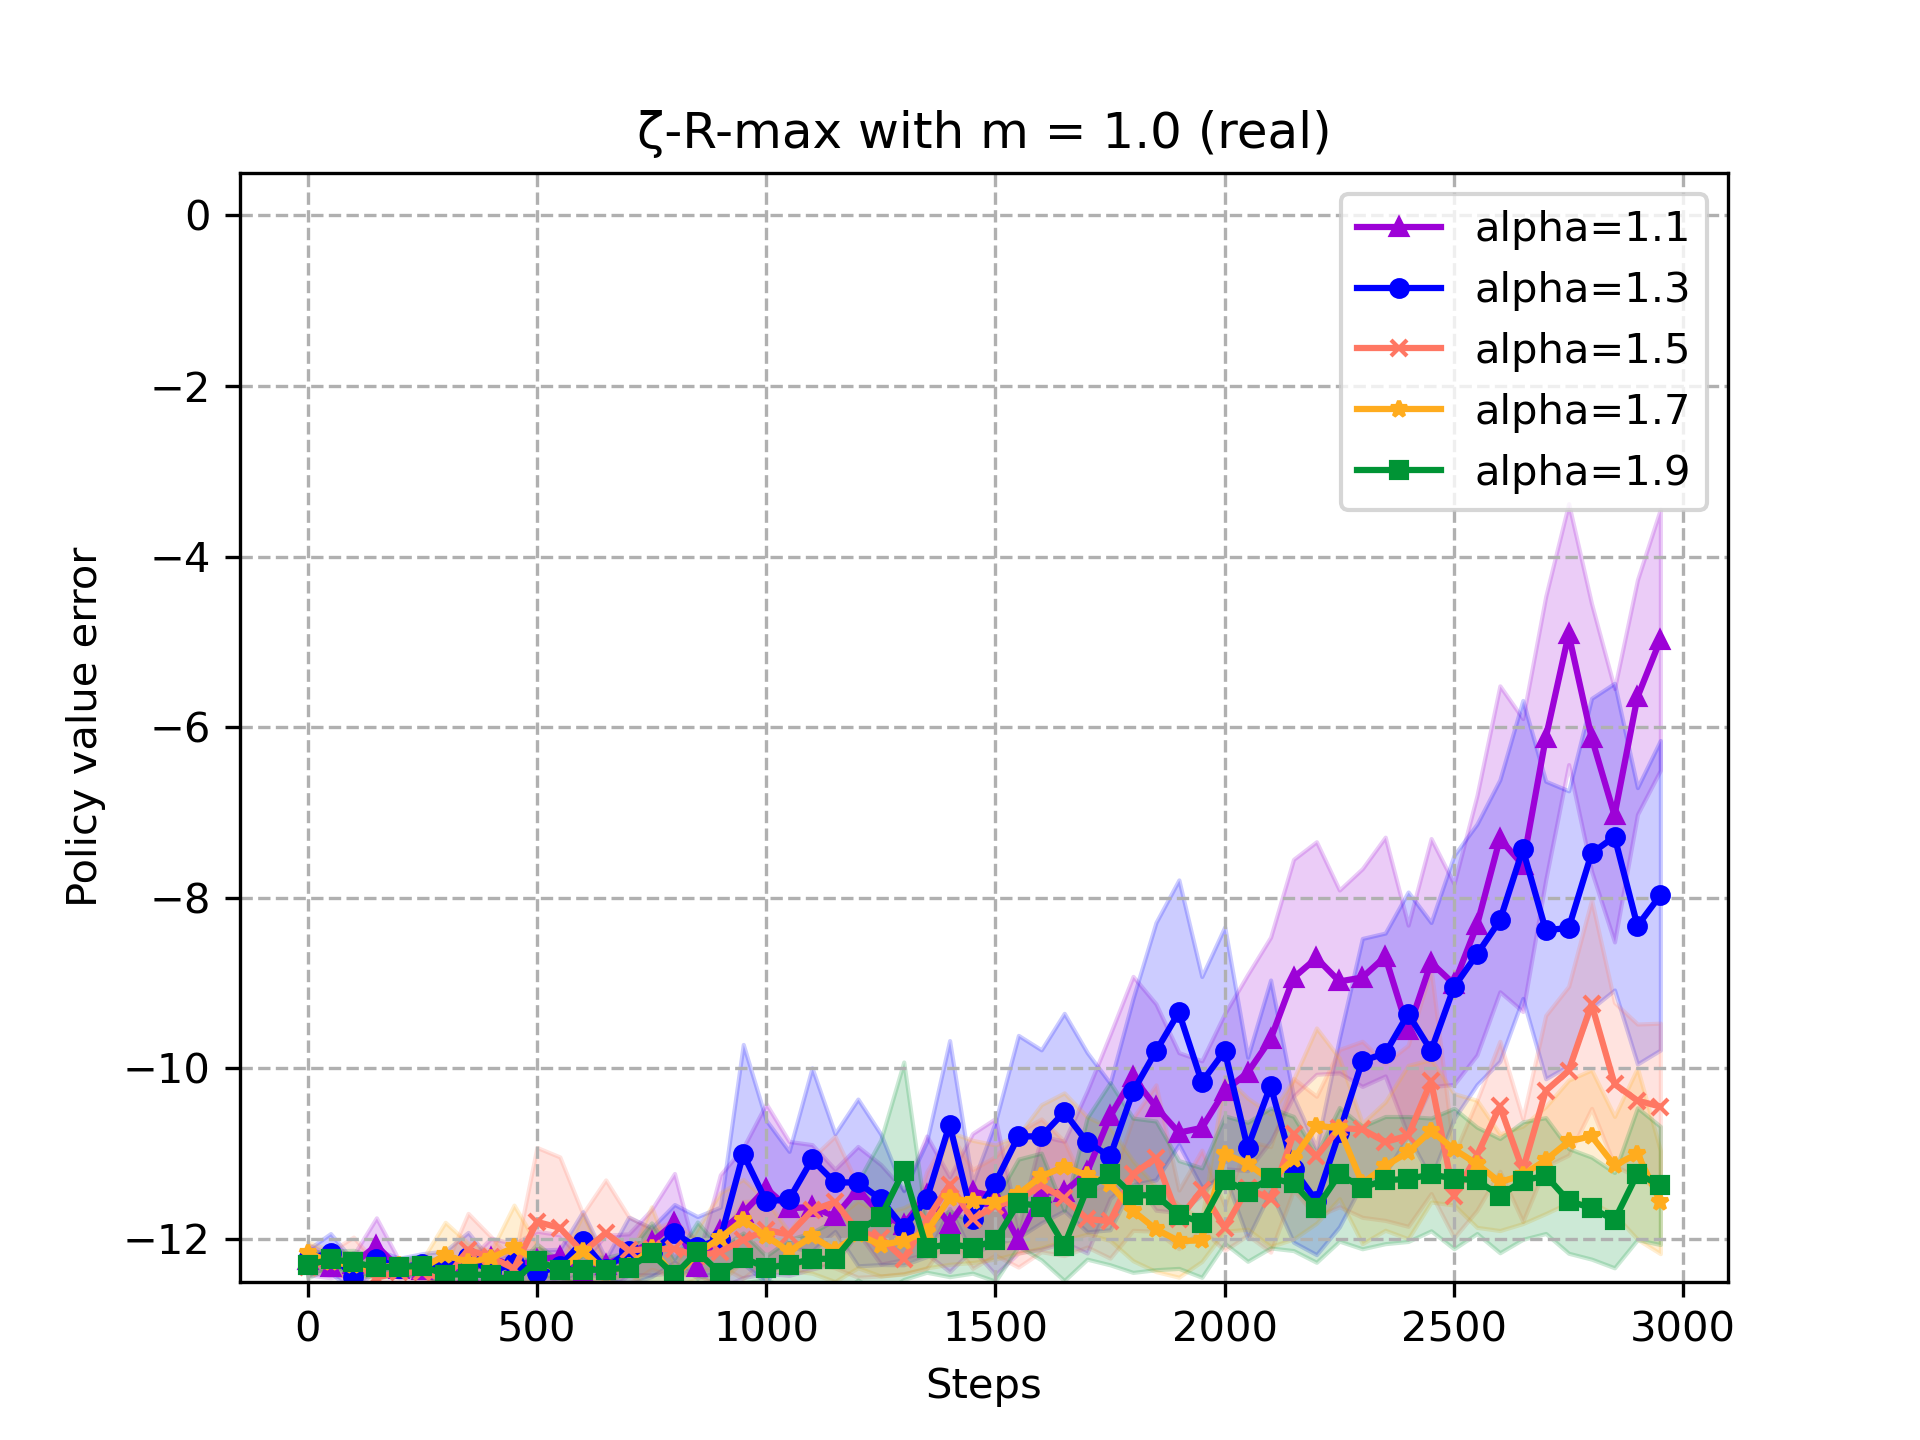 ζ-R-max with m = 1.0 (real)
alpha=1.1
alpha=1.3
alpha=1.5
alpha=1.7
alpha=1.9
Policy value error
0
−2
−4
−6
−8
−10
−12
0 500 1000 1500 2000 2500 3000
Steps